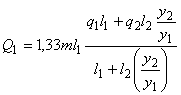 Q₁ = 1,33ml₁ (q₁l₁ + q₂l₂ y₂/y₁) / (l₁ + l₂(y₂/y₁))